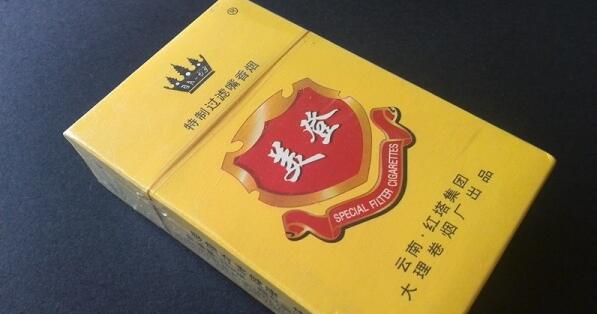 ®
特制过滤嘴香烟
美登
SPECIAL FILTER CIGARETTES
云南·红塔集团
大理卷烟厂出品